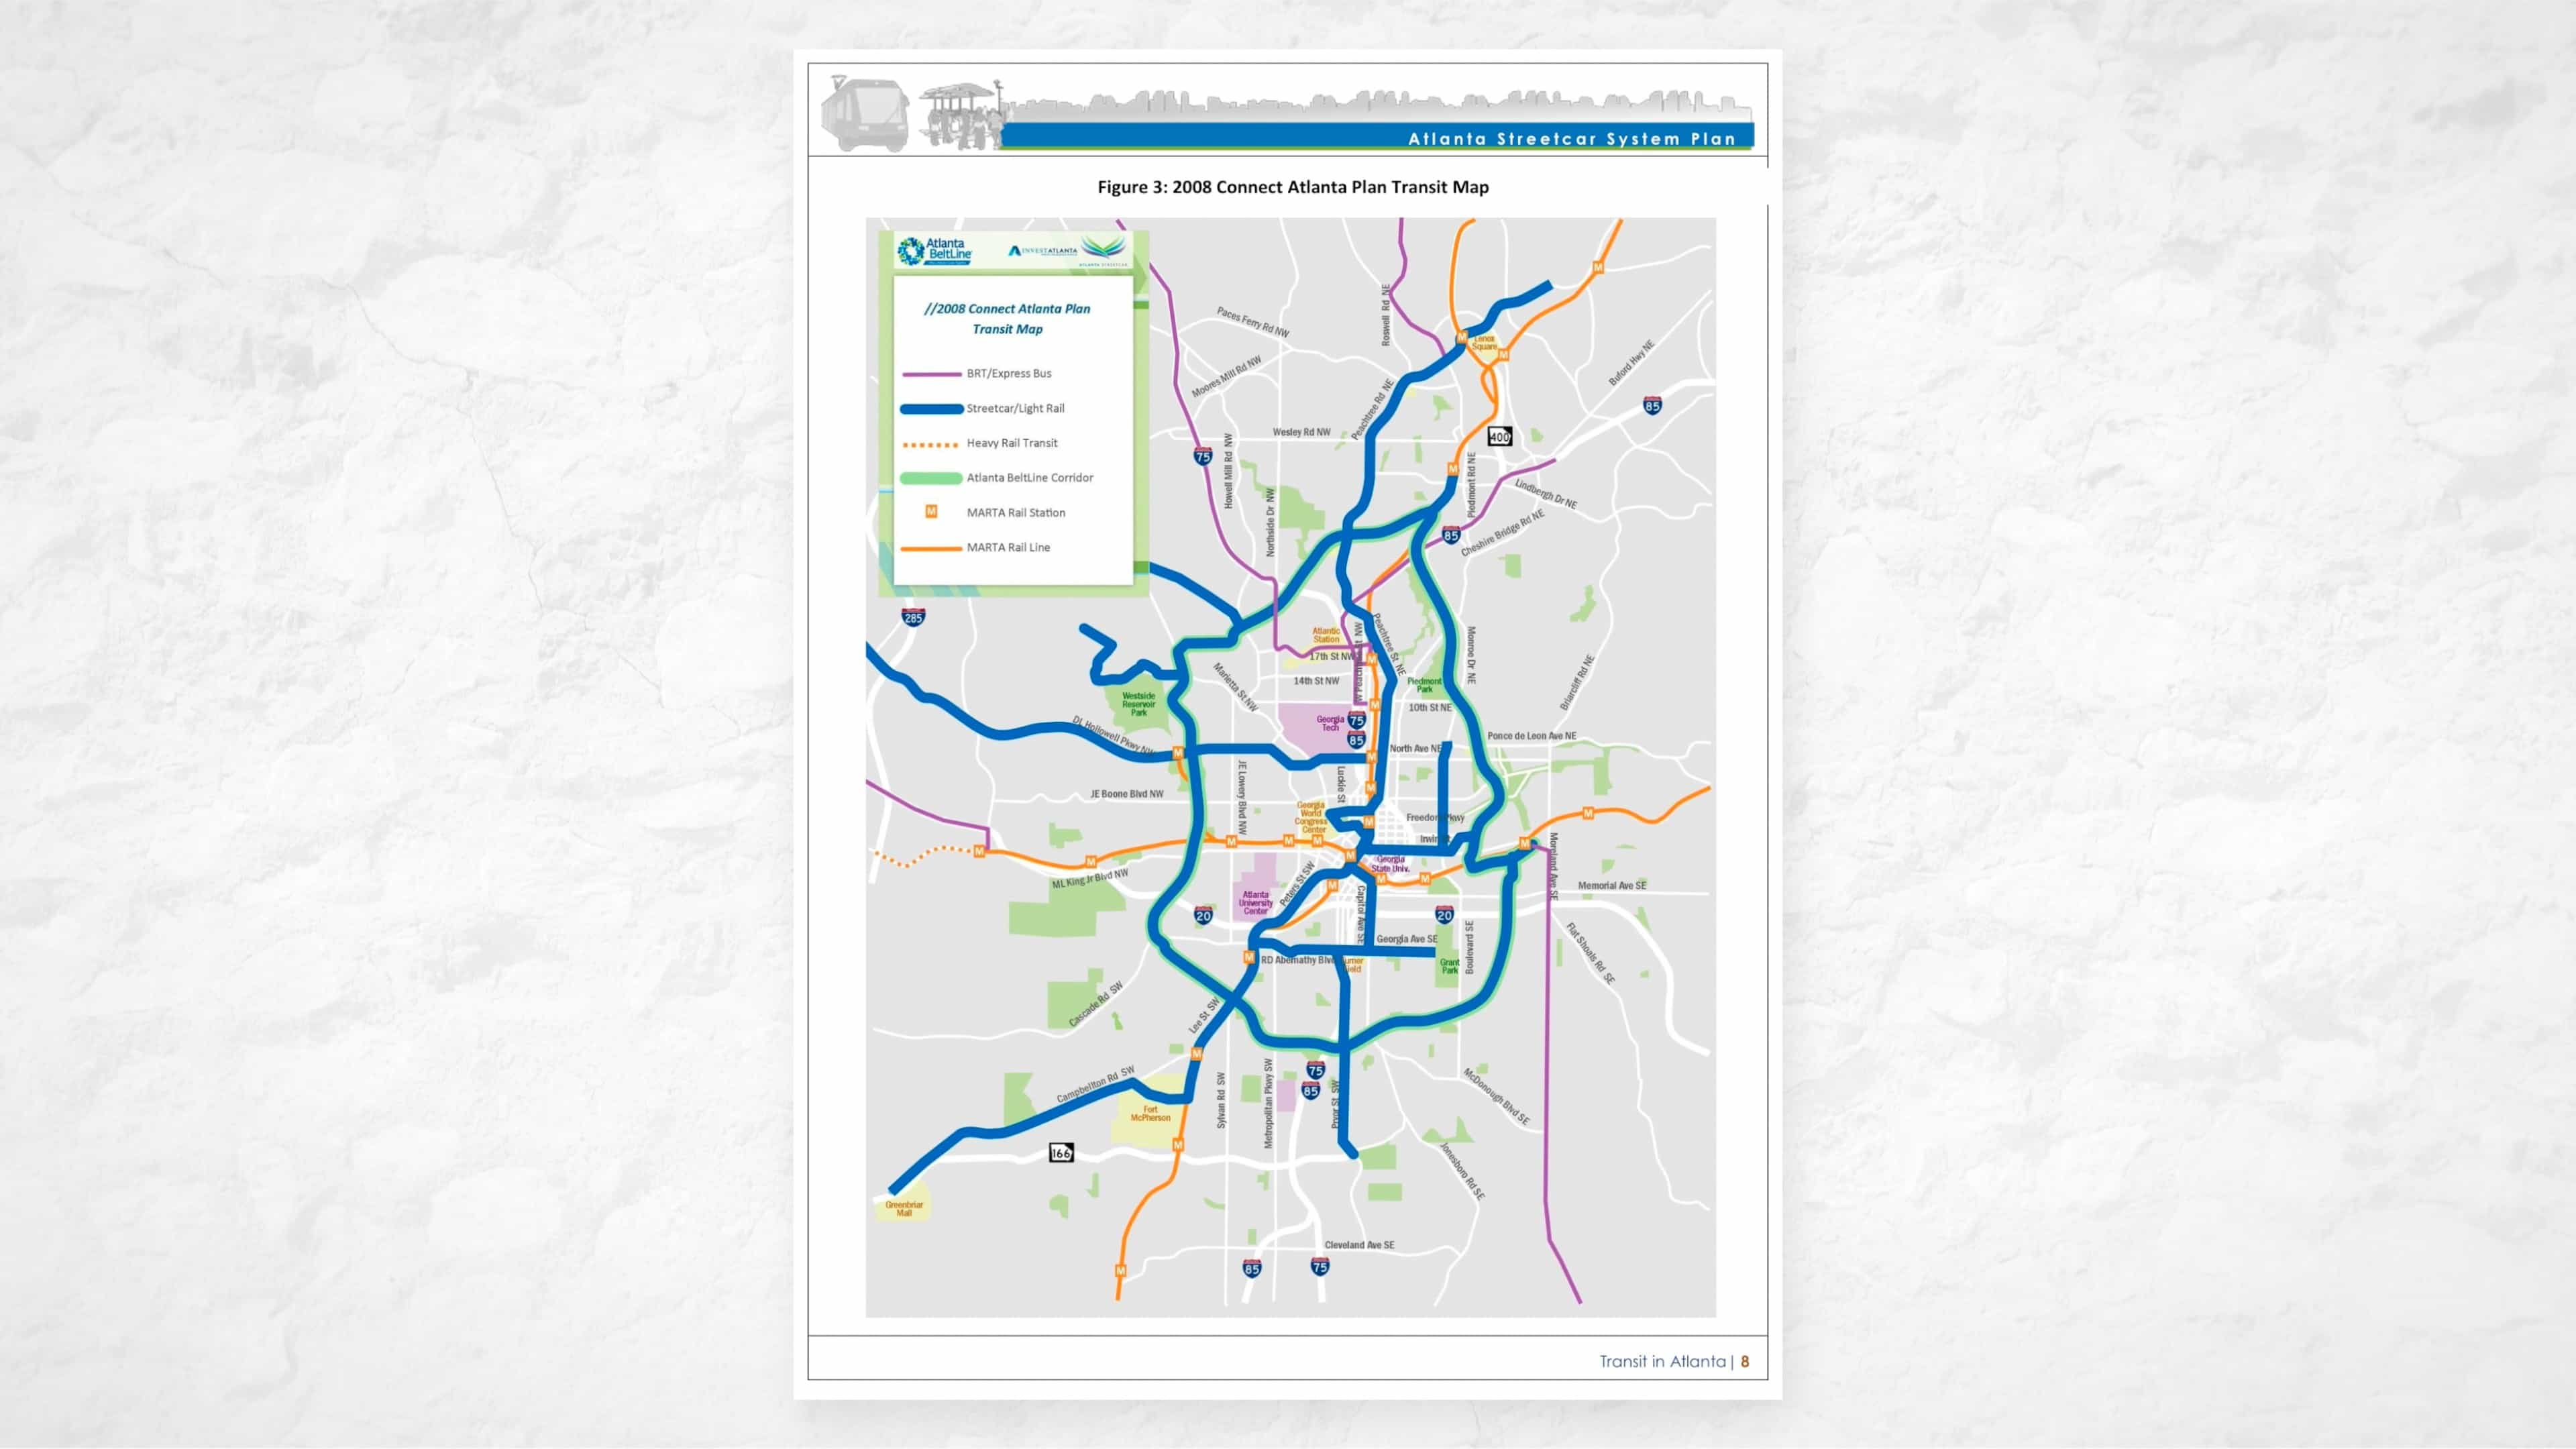 Atlanta Streetcar System Plan
Figure 3: 2008 Connect Atlanta Plan Transit Map
Atlanta
BeltLine
INVEST ATLANTA
ATLANTA STREETCAR
//2008 Connect Atlanta Plan
Transit Map
BRT/Express Bus
Streetcar/Light Rail
Heavy Rail Transit
Atlanta BeltLine Corridor
M
MARTA Rail Station
MARTA Rail Line
M
Paces Ferry Rd NW
Roswell Rd NE
M
Lenox
Square
M
Moores Mill Rd NW
Buford Hwy NE
Peachtree Rd NE
85
Wesley Rd NW
400
75
Howell Mill Rd NW
M
Piedmont Rd NE
Northside Dr NW
Lindbergh Dr NE
85
Cheshire Bridge Rd NE
285
Atlantic
Station
17th St NW
M
Peachtree St NE
Monroe Dr NE
14th St NW
Piedmont
Park
Briarcliff Rd NE
Marietta St NW
Westside
Reservoir
Park
M
10th St NE
Georgia
Tech
75
85
DL Hollowell Pkwy NW
M
North Ave NE
M
Ponce de Leon Ave NE
JE Boone Blvd NW
JE Lowery Blvd NW
Luckie St
M
Georgia
World
Congress
Center
M
Freedom Pkwy
M
Irwin
M
M
M
M
M
M
M
Moreland Ave SE
M
Georgia
State Univ.
M
M
M
ML King Jr Blvd NW
Peters St SW
Memorial Ave SE
Atlanta
University
Center
Capitol Ave SE
20
20
Georgia Ave SE
Boulevard SE
Flat Shoals Rd SE
M
RD Abernathy Blv
Turner
Field
Grant
Park
Cascade Rd SW
Lee St SW
M
Campbellton Rd SW
75
85
Sylvan Rd SW
Metropolitan Pkwy SW
Pryor St SW
McDonough Blvd SE
Fort
McPherson
M
166
Jonesboro Rd SE
Greenbriar
Mall
Cleveland Ave SE
M
85
75
Transit in Atlanta| 8